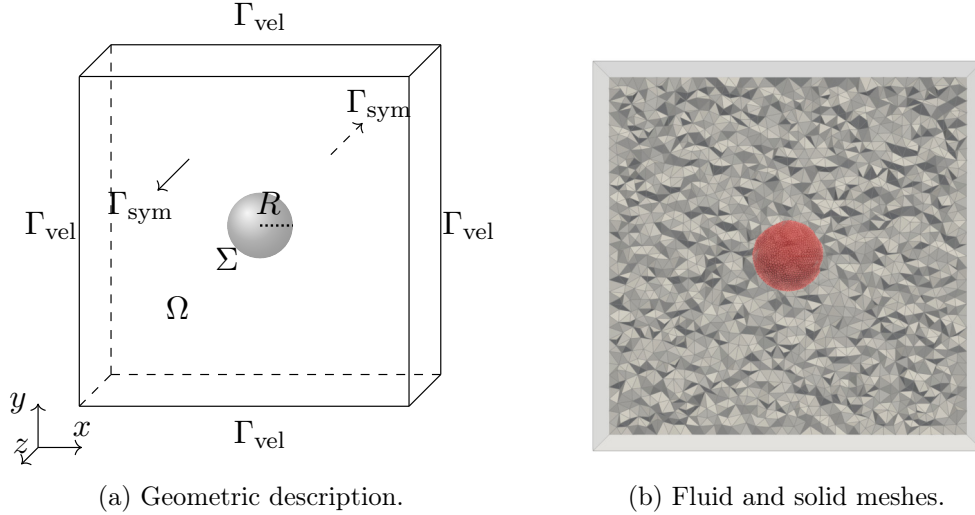 Γvel
Γsym
Γsym
R
Γvel
Γvel
Σ
Ω
y
x
z
Γvel
(a) Geometric description.
(b) Fluid and solid meshes.